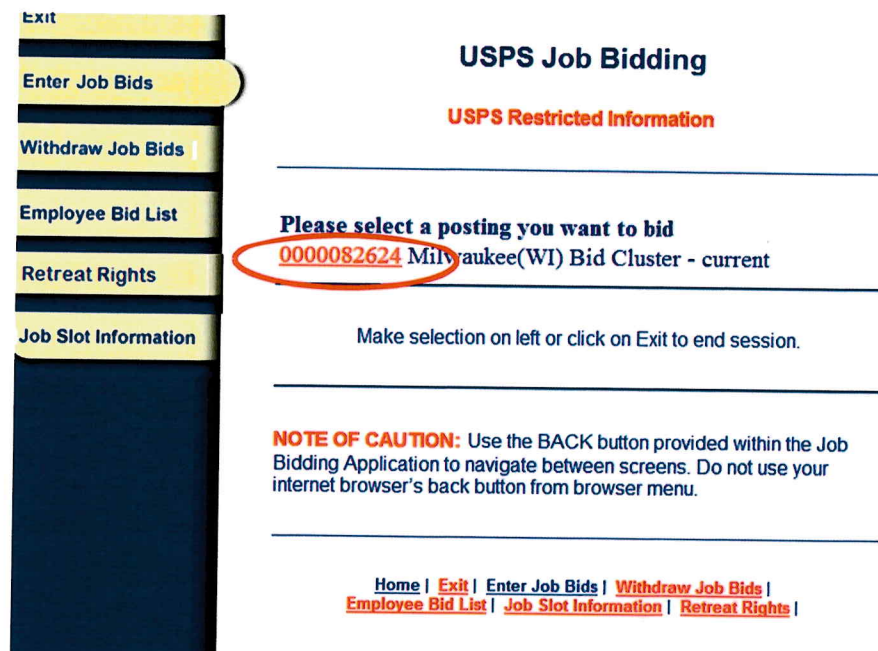 Exit
Enter Job Bids
Withdraw Job Bids
Employee Bid List
Retreat Rights
Job Slot Information
USPS Job Bidding
USPS Restricted Information
Please select a posting you want to bid
0000082624 Milwaukee(WI) Bid Cluster - current
Make selection on left or click on Exit to end session.
NOTE OF CAUTION: Use the BACK button provided within the Job
Bidding Application to navigate between screens. Do not use your
internet browser's back button from browser menu.
Home | Exit | Enter Job Bids | Withdraw Job Bids |
Employee Bid List | Job Slot Information | Retreat Rights |